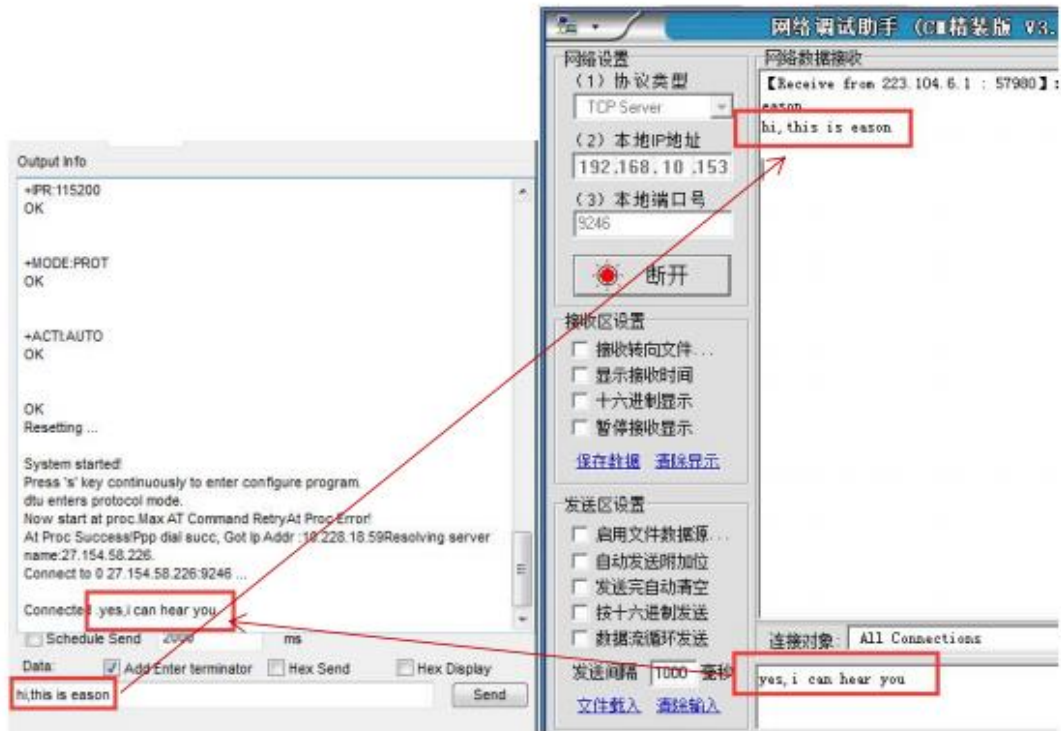 Output Info
+IPR:115200
OK
+MODE:PROT
OK
+ACTI:AUTO
OK
OK
Resetting ...
System started!
Press 's' key continuously to enter configure program.
dtu enters protocol mode.
Now start at proc.Max AT Command RetryAt Proc Error!
At Proc Success!Ppp dial succ, Got Ip Addr :10.228.18.59Resolving server
name:27.154.58.226.
Connect to 0 27.154.58.226:9246 ...
Connected .yes,i can hear you
Schedule Send 2000 ms
Data: Add Enter terminator Hex Send Hex Display
hi,this is eason
Send
网络调试助手 (CM精装版 V3.
网络设置
(1) 协议类型
TCP Server
(2) 本地IP地址
192.168.10.153
(3) 本地端口号
9246
断开
接收区设置
接收转向文件...
显示接收时间
十六进制显示
暂停接收显示
保存数据 清除显示
发送区设置
启用文件数据源...
自动发送附加位
发送完自动清空
按十六进制发送
数据流循环发送
发送间隔 1000 毫秒
文件载入 清除输入
网络数据接收
【Receive from 223.104.6.1 : 57980】:
eason
hi,this is eason
连接对象: All Connections
yes,i can hear you